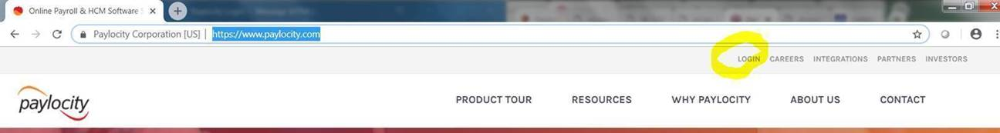 Online Payroll & HCM Software S
Paylocity Corporation [US] | https://www.paylocity.com
LOGIN CAREERS INTEGRATIONS PARTNERS INVESTORS
paylocity PRODUCT TOUR RESOURCES WHY PAYLOCITY ABOUT US CONTACT